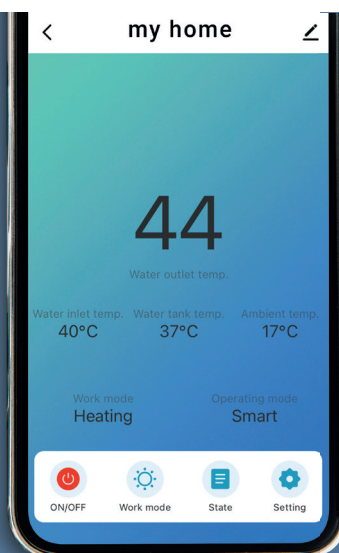 my home
44
Water outlet temp.
Water inlet temp. Water tank temp. Ambient temp.
40°C 37°C 17°C
Work mode Operating mode
Heating Smart
ON/OFF Work mode State Setting